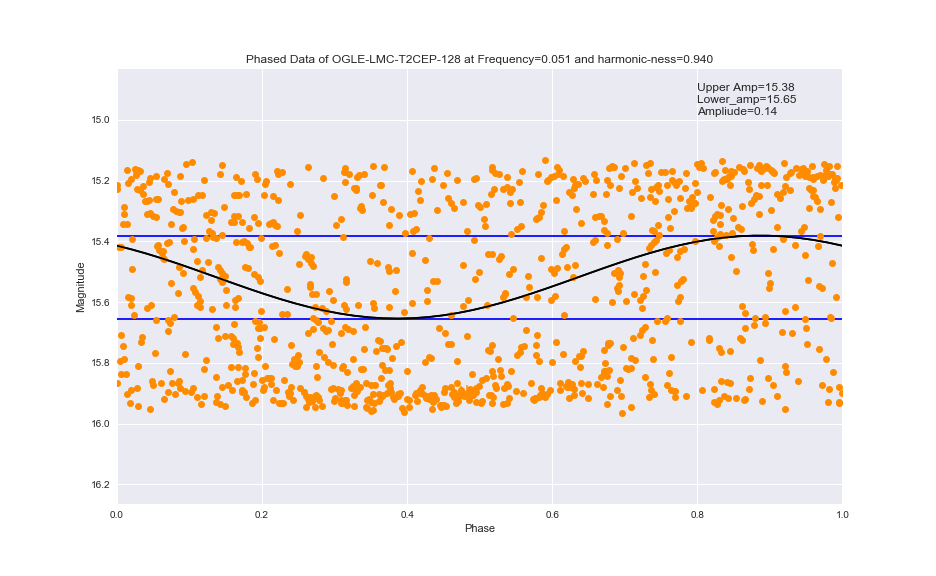 Phased Data of OGLE-LMC-T2CEP-128 at Frequency=0.051 and harmonic-ness=0.940
Upper Amp=15.38
Lower_amp=15.65
Ampliude=0.14
15.0
15.2
15.4
15.6
15.8
16.0
16.2
Magnitude
0.0 0.2 0.4 0.6 0.8 1.0
Phase